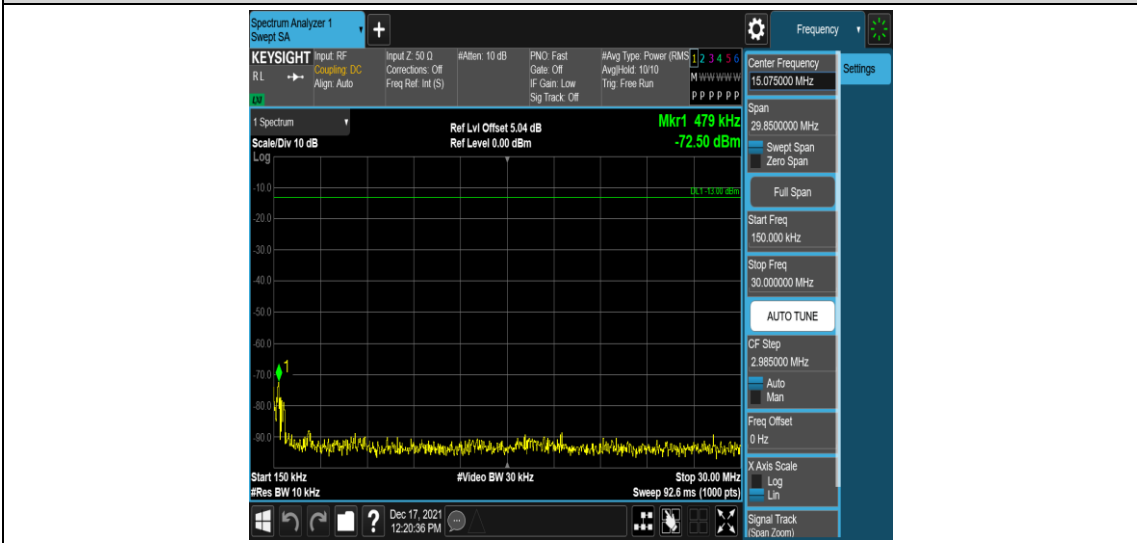 Spectrum Analyzer 1
Swept SA
+
Frequency
KEYSIGHT
Input: RF
Coupling: DC
Align: Auto
RL
Input Z: 50 Ω
Corrections: Off
Freq Ref: Int (S)
#Atten: 10 dB
PNO: Fast
Gate: Off
IF Gain: Low
Sig Track: Off
#Avg Type: Power (RMS
Avg|Hold: 10/10
Trig: Free Run
1 2 3 4 5 6
M W W W W W
P P P P P P
Center Frequency
15.075000 MHz
Settings
Span
29.8500000 MHz
Swept Span
Zero Span
Full Span
Start Freq
150.000 kHz
Stop Freq
30.000000 MHz
AUTO TUNE
CF Step
2.985000 MHz
Auto
Man
Freq Offset
0 Hz
X Axis Scale
Log
Lin
Signal Track
(Span Zoom)
1 Spectrum
Scale/Div 10 dB
Log
Ref Lvl Offset 5.04 dB
Ref Level 0.00 dBm
Mkr1 479 kHz
-72.50 dBm
DL1 -13.00 dBm
-10.0
-20.0
-30.0
-40.0
-50.0
-60.0
-70.0
-80.0
-90.0
1
Start 150 kHz
#Res BW 10 kHz
#Video BW 30 kHz
Stop 30.00 MHz
Sweep 92.6 ms (1000 pts)
?
Dec 17, 2021
12:20:36 PM